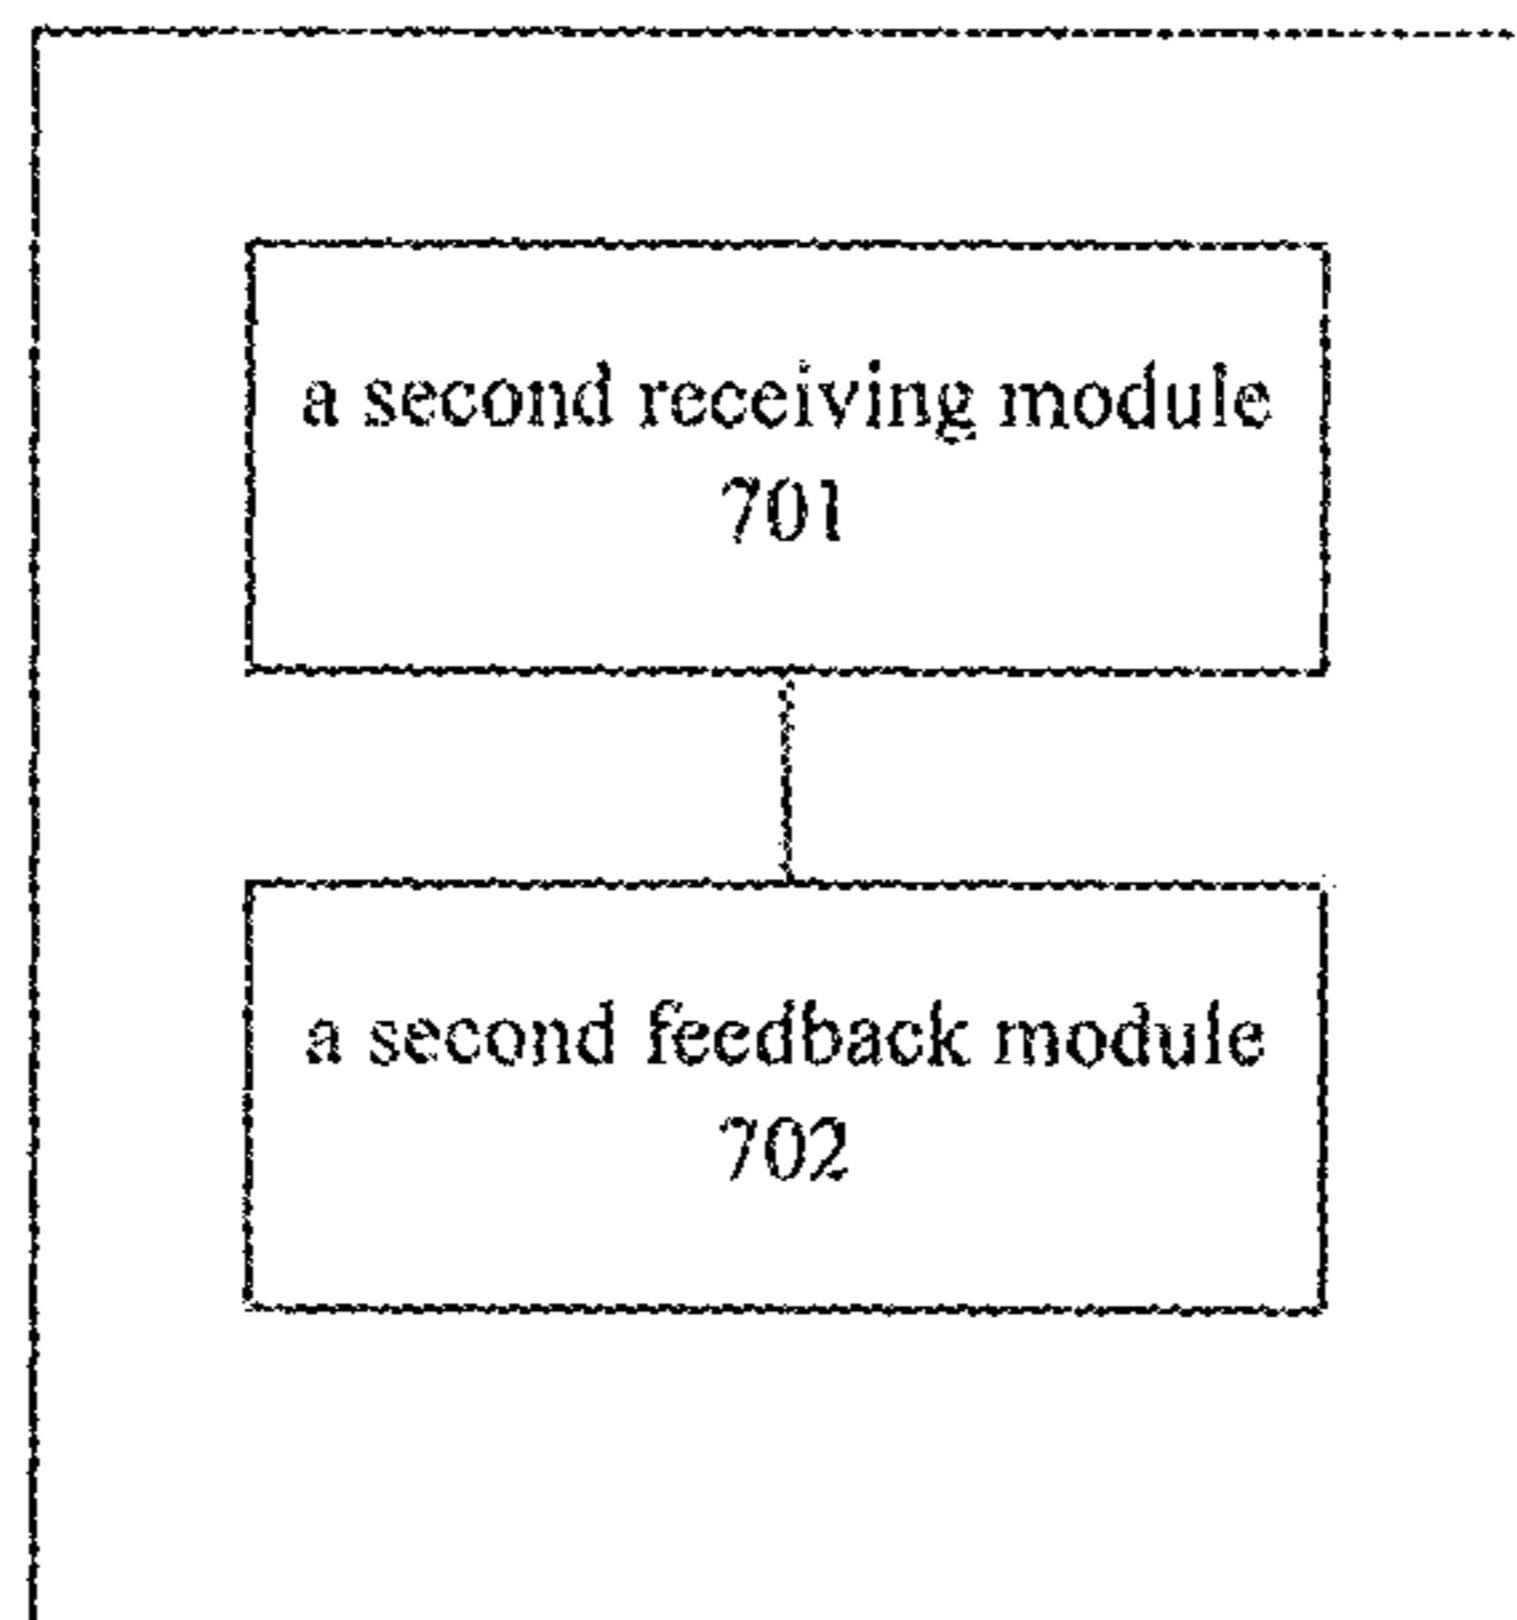 a second receiving module
701
a second feedback module
702